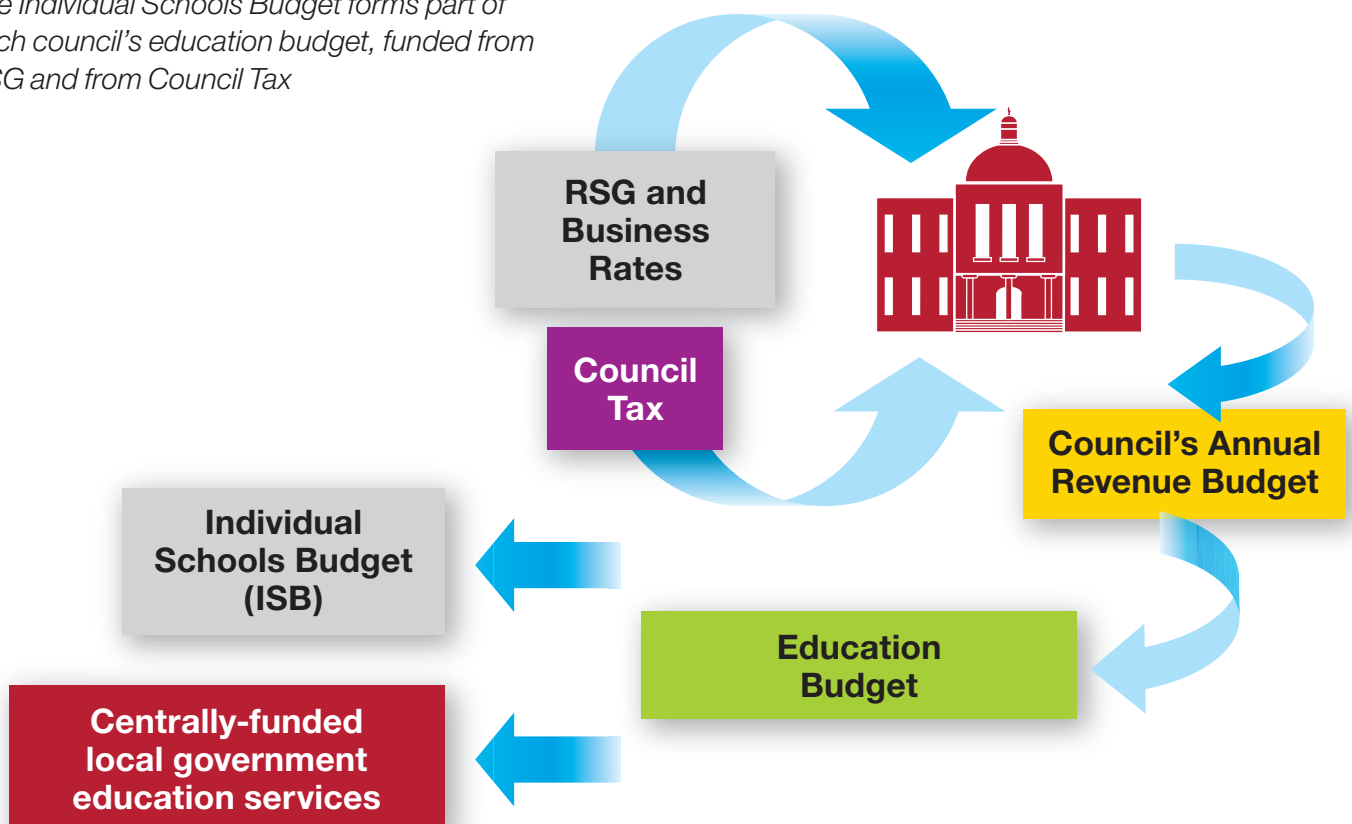 Individual Schools Budget forms part of
council’s education budget, funded from
and from Council Tax
RSG and
Business
Rates
Council
Tax
Council’s Annual
Revenue Budget
Individual
Schools Budget
(ISB)
Education
Budget
Centrally-funded
local government
education services